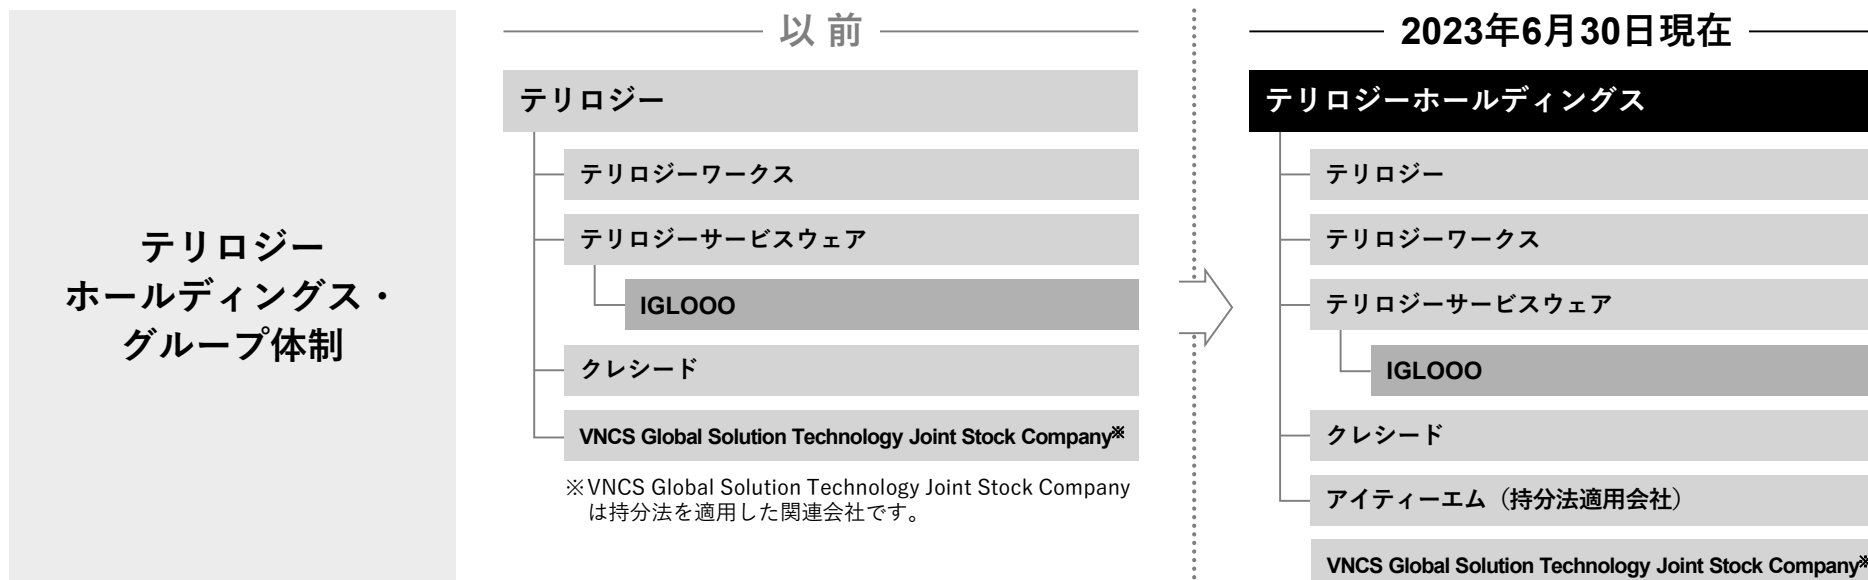 テリロジー
ホールディングス・
グループ体制
以前
テリロジー
テリロジーワークス
テリロジーサービスウェア
IGLOOO
クレシード
VNCS Global Solution Technology Joint Stock Company※
※VNCS Global Solution Technology Joint Stock Company
は持分法を適用した関連会社です。
2023年6月30日現在
テリロジーホールディングス
テリロジー
テリロジーワークス
テリロジーサービスウェア
IGLOOO
クレシード
アイティーエム（持分法適用会社）
VNCS Global Solution Technology Joint Stock Company※